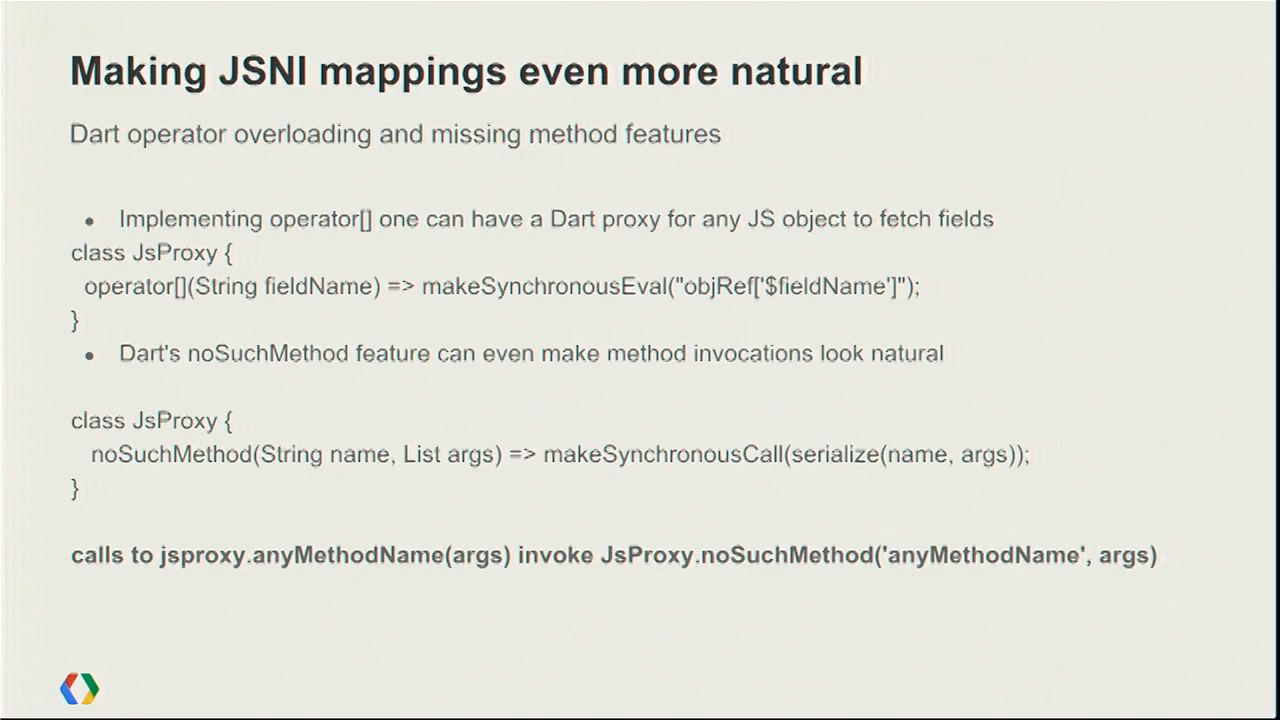 Making JSNI mappings even more natural
Dart operator overloading and missing method features
● Implementing operator[] one can have a Dart proxy for any JS object to fetch fields
class JsProxy {
operator[](String fieldName) => makeSynchronousEval("objRef['$fieldName']");
}
● Dart's noSuchMethod feature can even make method invocations look natural
class JsProxy {
noSuchMethod(String name, List args) => makeSynchronousCall(serialize(name, args));
}
calls to jsproxy.anyMethodName(args) invoke JsProxy.noSuchMethod('anyMethodName', args)